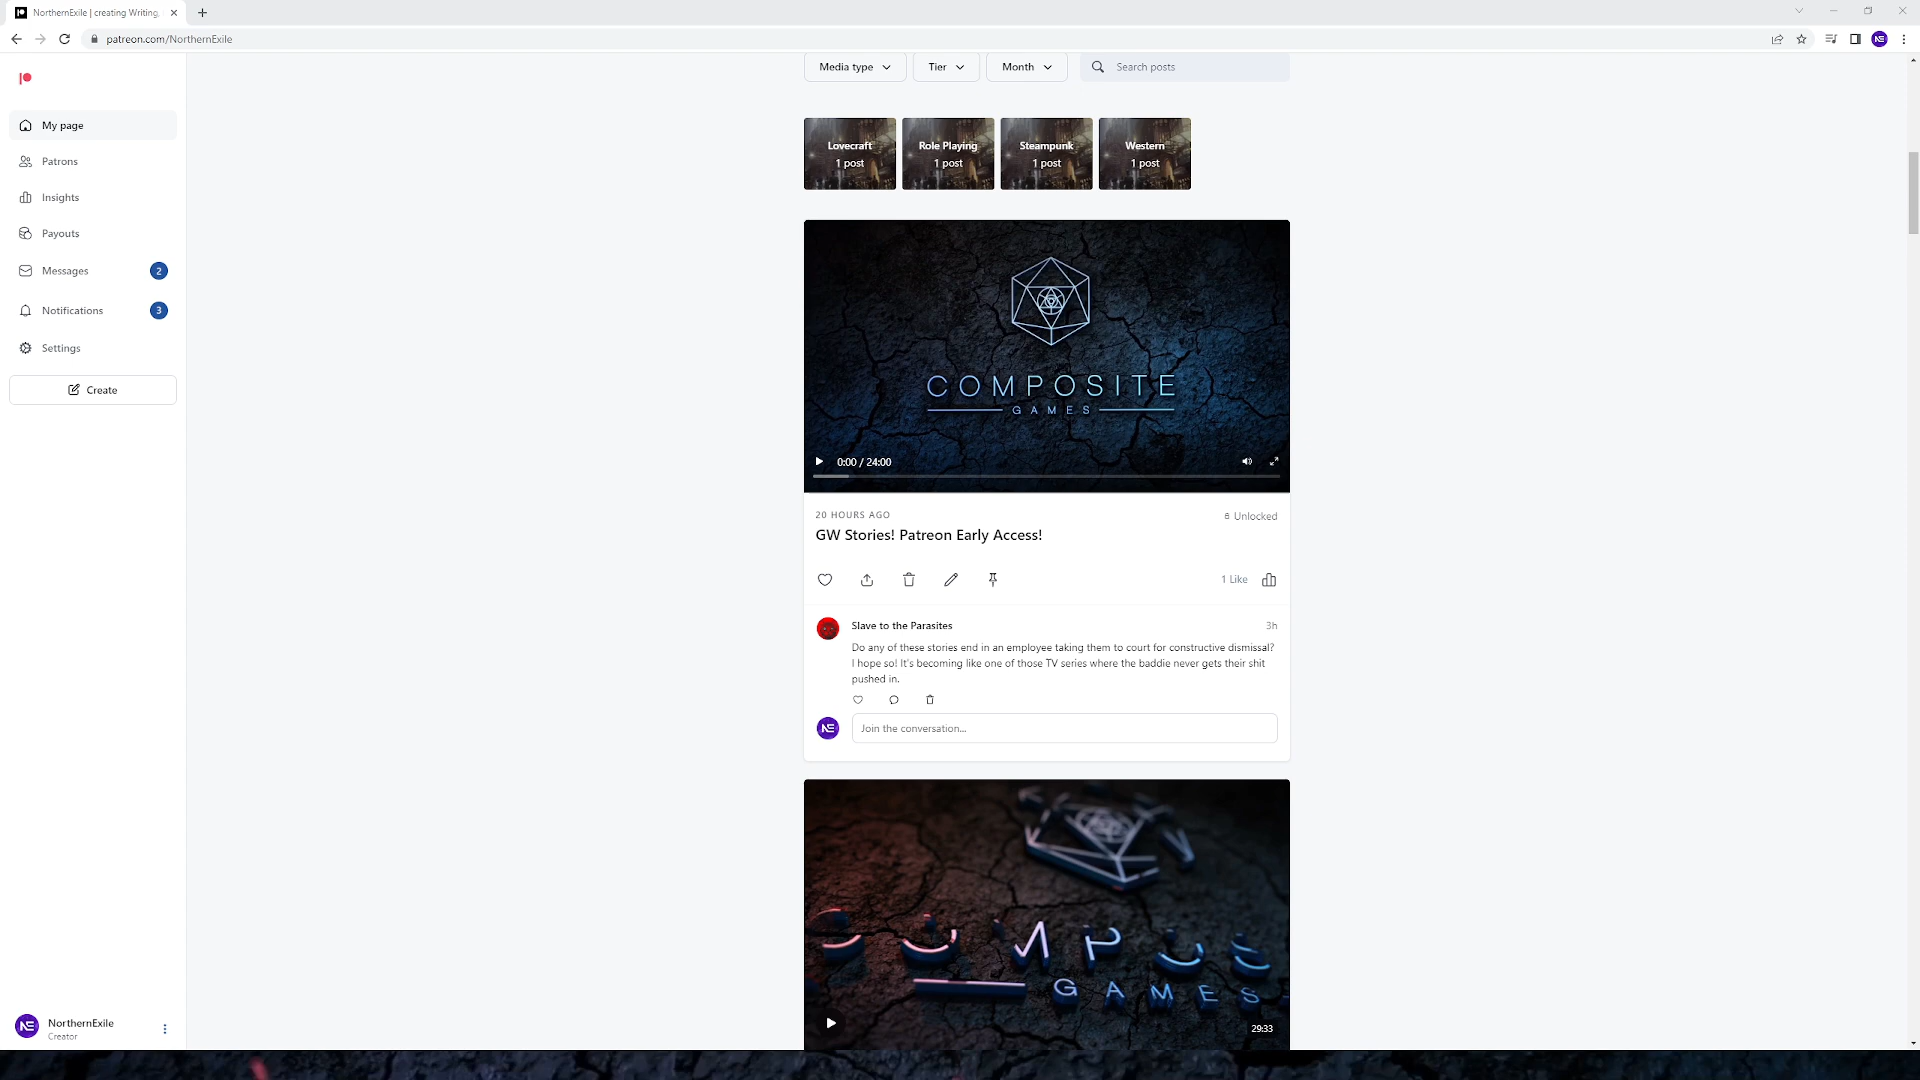 NorthernExile | creating Writing,
patreon.com/NorthernExile
NE
Media type
Tier
Month
Search posts
My page
Patrons
Insights
Payouts
Messages
2
Notifications
3
Settings
Create
Lovecraft
1 post
Role Playing
1 post
Steampunk
1 post
Western
1 post
COMPOSITE
GAMES
0:00 / 24:00
20 HOURS AGO
Unlocked
GW Stories! Patreon Early Access!
1 Like
Slave to the Parasites
3h
Do any of these stories end in an employee taking them to court for constructive dismissal?
I hope so! It's becoming like one of those TV series where the baddie never gets their shit
pushed in.
NE
Join the conversation...
GAMES
29:33
NE
NorthernExile
Creator